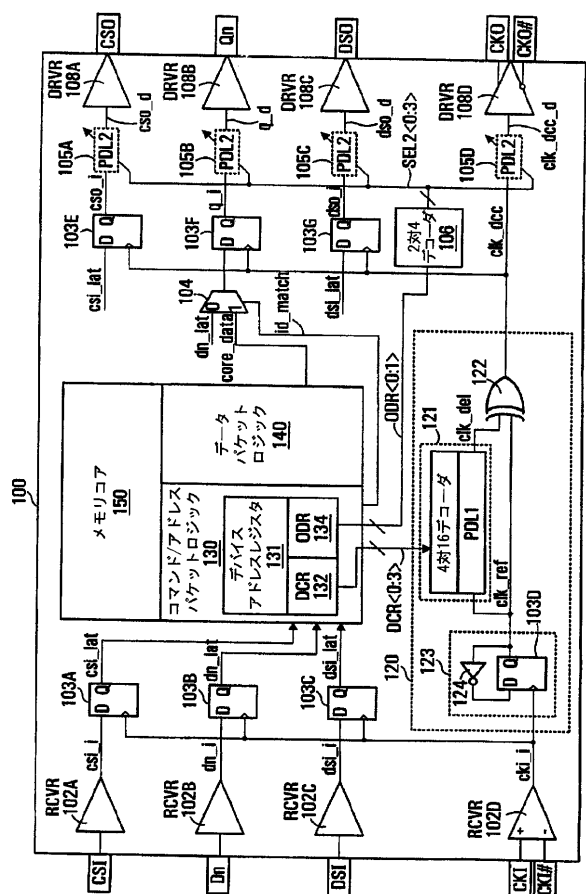 100
CSI
RCVR
102A
csi_i
103A
D Q
csi_lat
Dn
RCVR
102B
dn_i
103B
D Q
dn_lat
DSI
RCVR
102C
dsi_i
103C
D Q
dsi_lat
CKI
CKI#
RCVR
102D
+
-
cki_i
メモリコア
150
コマンド/アドレス
パケットロジック
130
デバイス
アドレスレジスタ
131
DCR
132
ODR
134
データ
パケット
ロジック
140
DCR<0:3>
ODR<0:1>
120
123
124
D Q
103D
clk_ref
121
4対16デコーダ
PDL1
clk_del
122
clk_dcc
id_match
dn_lat
core_data
0
1
104
csi_lat
103E
D Q
cso_i
105A
PDL2
cso_d
DRVR
108A
CSO
103F
D Q
q_i
105B
PDL2
q_d
DRVR
108B
Qn
dsi_lat
103G
D Q
dso_i
105C
PDL2
dso_d
DRVR
108C
DSO
2対4
デコーダ
106
SEL2<0:3>
105D
PDL2
clk_dcc_d
DRVR
108D
CKO
CKO#